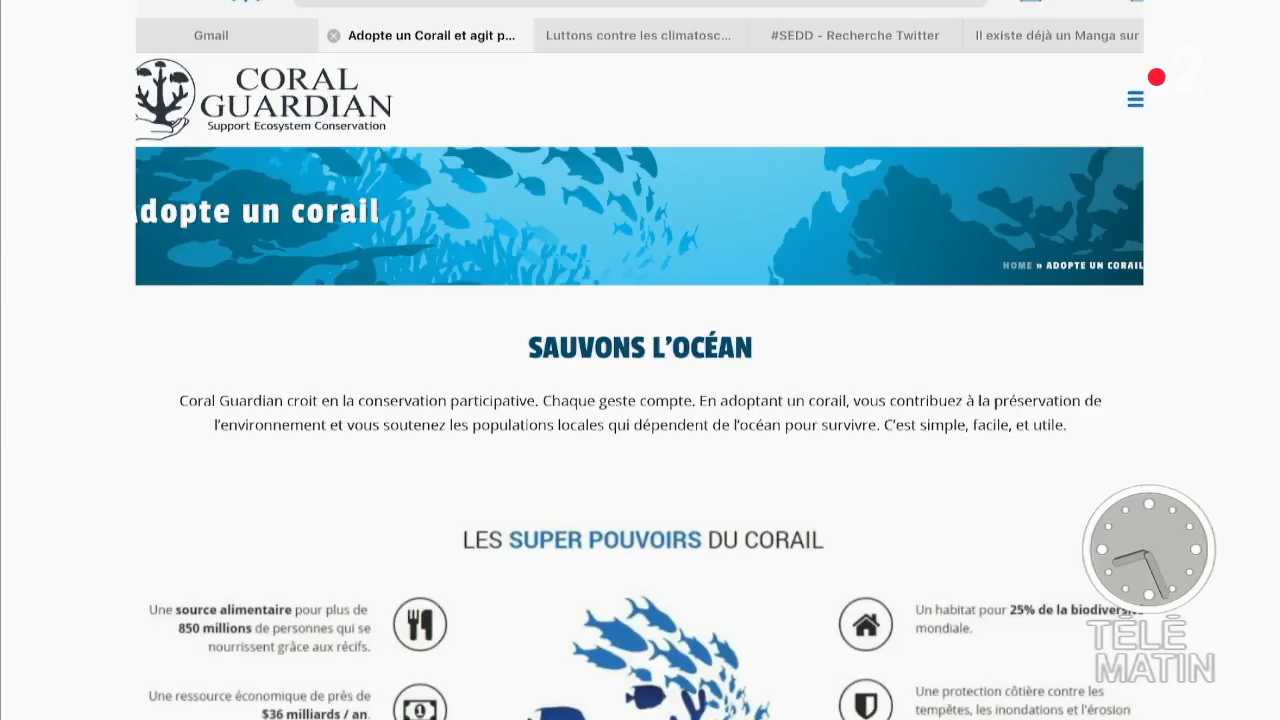 Gmail
Adopte un Corail et agit p...
Luttons contre les climatosc...
#SEDD - Recherche Twitter
Il existe déjà un Manga sur
2
CORAL
GUARDIAN
Support Ecosystem Conservation
dopte un corail
HOME » ADOPTE UN CORAIL
SAUVONS L'OCÉAN
Coral Guardian croit en la conservation participative. Chaque geste compte. En adoptant un corail, vous contribuez à la préservation de
l'environnement et vous soutenez les populations locales qui dépendent de l'océan pour survivre. C'est simple, facile, et utile.
LES SUPER POUVOIRS DU CORAIL
Une source alimentaire pour plus de
850 millions de personnes qui se
nourrissent grâce aux récifs.
Un habitat pour 25% de la biodiversité
mondiale.
Une ressource économique de près de
$36 milliards / an.
Une protection côtière contre les
tempêtes, les inondations et l'érosion
TÉLÉ
MATIN